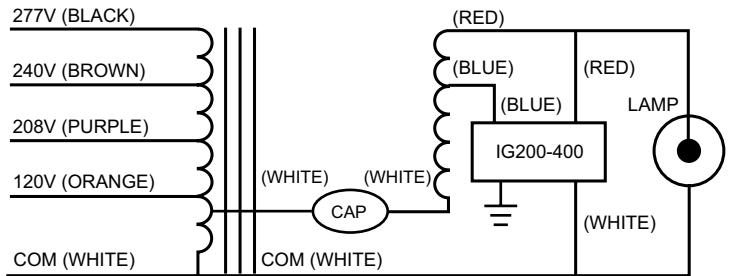 277V (BLACK)
(RED)
240V (BROWN)
(BLUE)
(RED)
(BLUE)
LAMP
208V (PURPLE)
IG200-400
120V (ORANGE)
(WHITE)
(WHITE)
CAP
(WHITE)
COM (WHITE)
COM (WHITE)